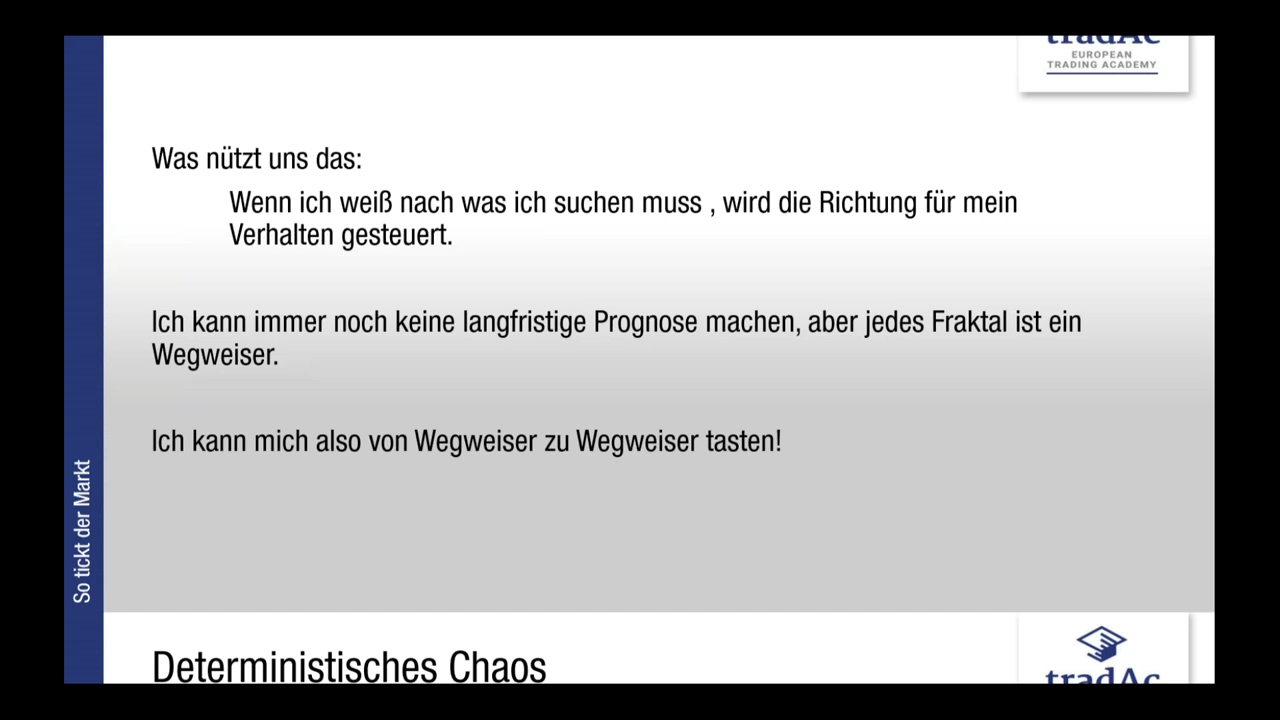 tradAc
EUROPEAN
TRADING ACADEMY
Was nützt uns das:
Wenn ich weiß nach was ich suchen muss , wird die Richtung für mein
Verhalten gesteuert.
Ich kann immer noch keine langfristige Prognose machen, aber jedes Fraktal ist ein
Wegweiser.
Ich kann mich also von Wegweiser zu Wegweiser tasten!
So tickt der Markt
Deterministisches Chaos
tradAc